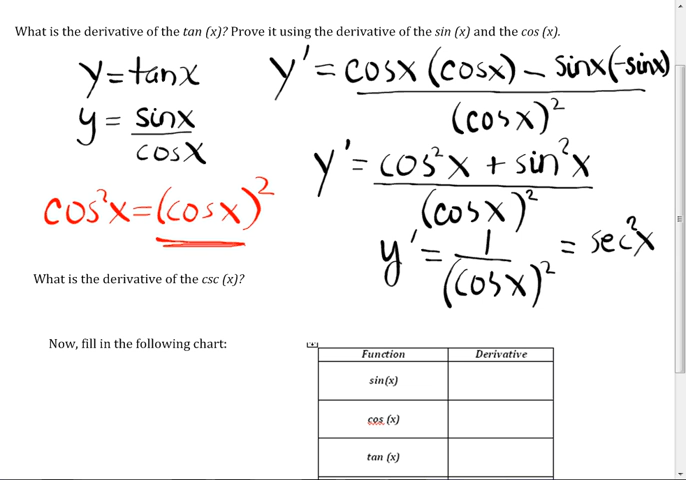 What is the derivative of the tan (x)? Prove it using the derivative of the sin (x) and the cos (x).
y = tanx
y' = cosx (cosx) - sinx(-sinx) / (cosx)²
y = sinx / cosx
y' = cos²x + sin²x / (cosx)²
cos²x = (cosx)²
y' = 1 / (cosx)² = sec²x
What is the derivative of the csc (x)?
Now, fill in the following chart:
Function Derivative
sin(x)
cos (x)
tan (x)